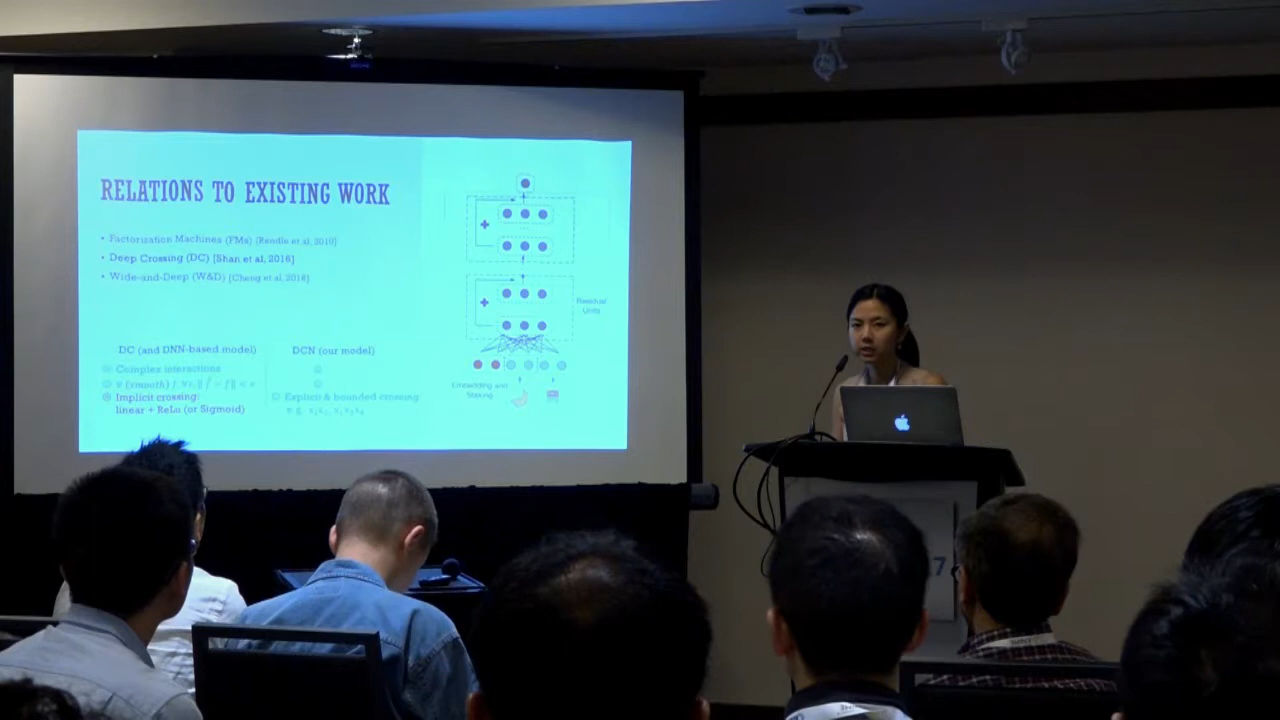 RELATIONS TO EXISTING WORK
• Factorization Machines (FMs) [Rendle et al, 2010]
• Deep Crossing (DC) [Shan et al, 2016]
• Wide-and-Deep (W&D) [Cheng et al, 2016]
DC (and DNN-based model)
Complex interactions
Implicit crossing:
linear + ReLu (or Sigmoid)
DCN (our model)
Explicit & bounded crossing
Residual
Units
Embedding and
Stacking
7